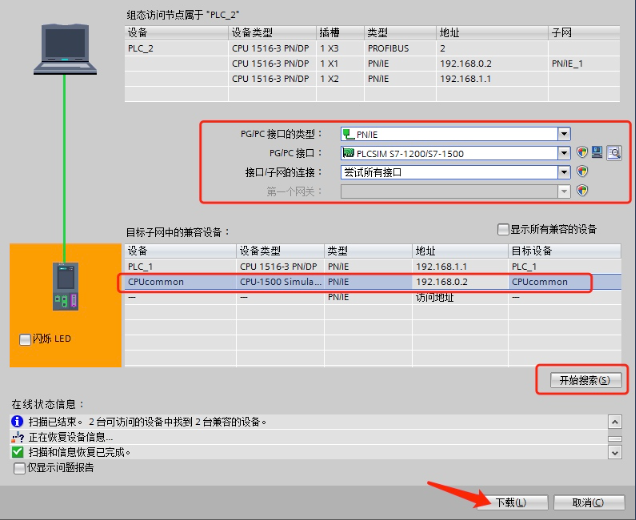 组态访问节点属于 "PLC_2"
设备 设备类型 插槽 类型 地址 子网
PLC_2 CPU 1516-3 PN/DP 1 X3 PROFIBUS 2
CPU 1516-3 PN/DP 1 X1 PN/IE 192.168.0.2 PN/IE_1
CPU 1516-3 PN/DP 1 X2 PN/IE 192.168.1.1
PG/PC 接口的类型： PN/IE
PG/PC 接口： PLCSIM S7-1200/S7-1500
接口/子网的连接： 尝试所有接口
第一个网关：
目标子网中的兼容设备：
显示所有兼容的设备
设备 设备类型 类型 地址 目标设备
PLC_1 CPU 1516-3 PN/DP PN/IE 192.168.1.1 PLC_1
CPUcommon CPU-1500 Simula... PN/IE 192.168.0.2 CPUcommon
— — PN/IE 访问地址 —
闪烁 LED
开始搜索(S)
在线状态信息：
扫描已结束。 2 台可访问的设备中找到 2 台兼容的设备。
正在恢复设备信息...
扫描和信息恢复已完成。
仅显示问题报告
下载(L) 取消(C)